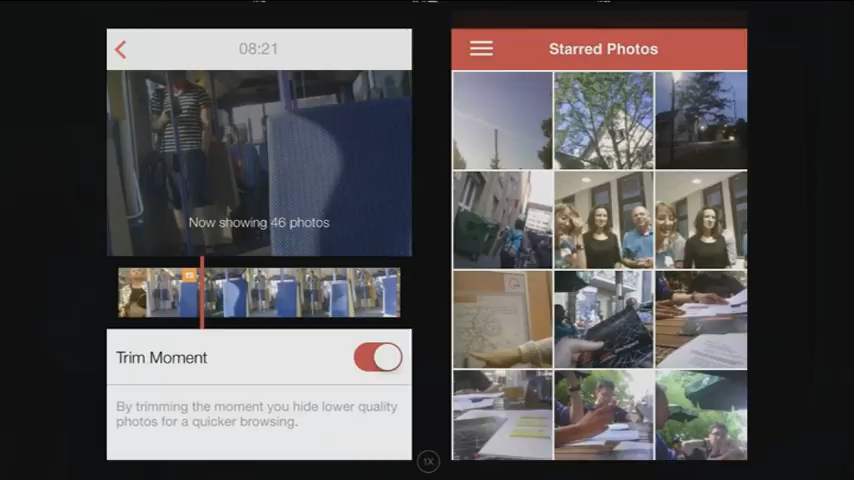 08:21
Now showing 46 photos
Trim Moment
By trimming the moment you hide lower quality
photos for a quicker browsing.
Starred Photos
1X